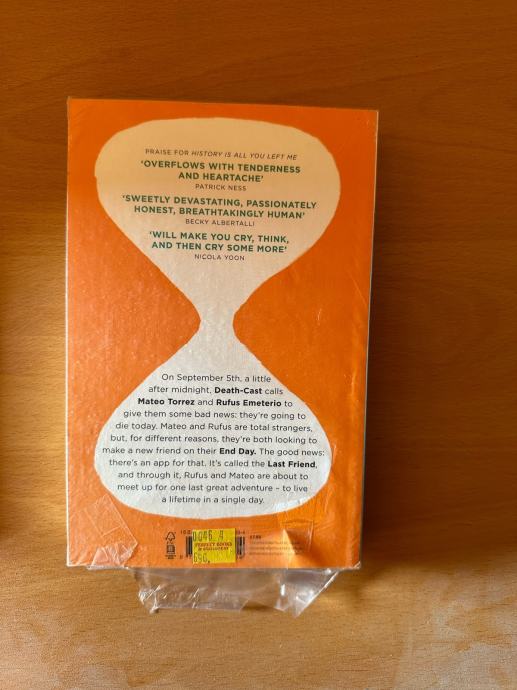 PRAISE FOR HISTORY IS ALL YOU LEFT ME
‘OVERFLOWS WITH TENDERNESS
AND HEARTACHE’
PATRICK NESS
‘SWEETLY DEVASTATING, PASSIONATELY
HONEST, BREATHTAKINGLY HUMAN’
BECKY ALBERTALLI
‘WILL MAKE YOU CRY, THINK,
AND THEN CRY SOME MORE’
NICOLA YOON
On September 5th, a little
after midnight, Death-Cast calls
Mateo Torrez and Rufus Emeterio to
give them some bad news: they’re going to
die today. Mateo and Rufus are total strangers,
but, for different reasons, they’re both looking to
make a new friend on their End Day. The good news:
there’s an app for that. It’s called the Last Friend,
and through it, Rufus and Mateo are about to
meet up for one last great adventure – to live
a lifetime in a single day.
PERFECT BOOKS